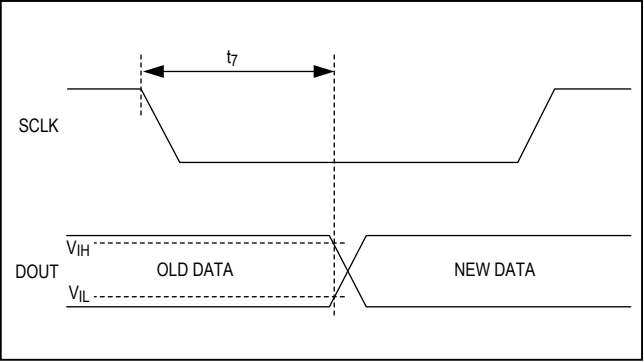 t7
SCLK
VIH
DOUT
OLD DATA
NEW DATA
VIL